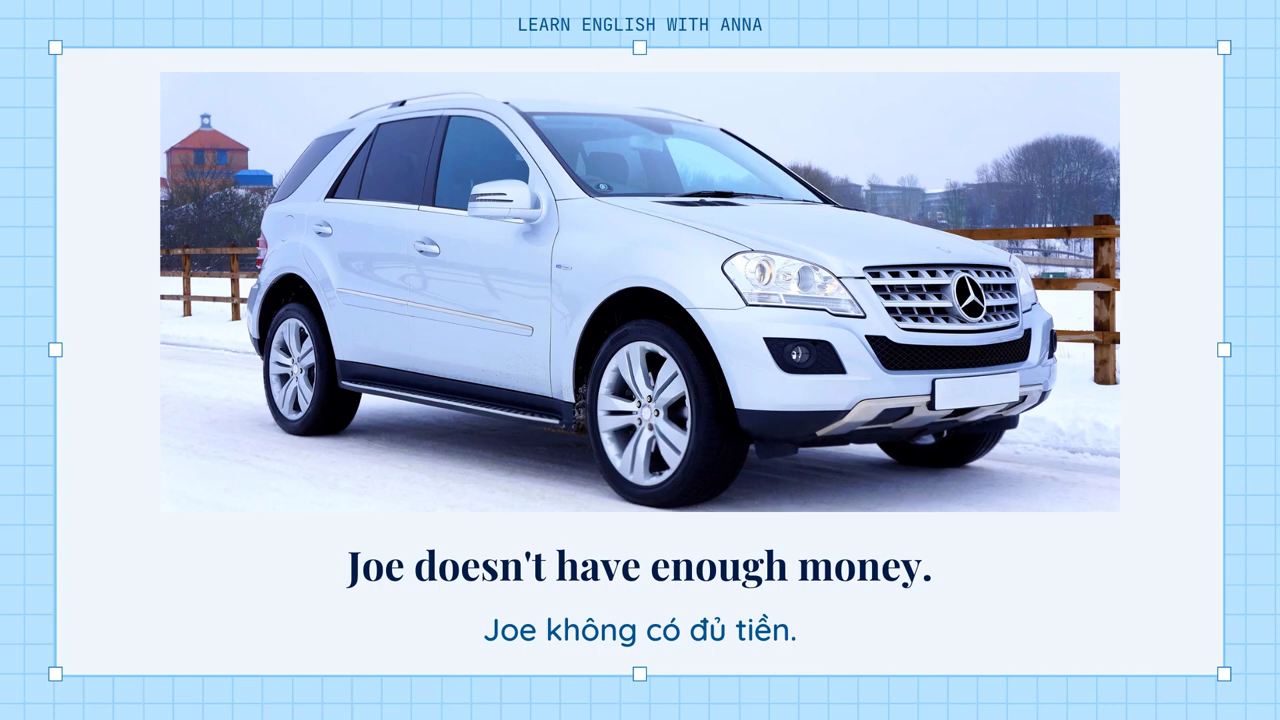 LEARN ENGLISH WITH ANNA
Joe doesn't have enough money.
Joe không có đủ tiền.